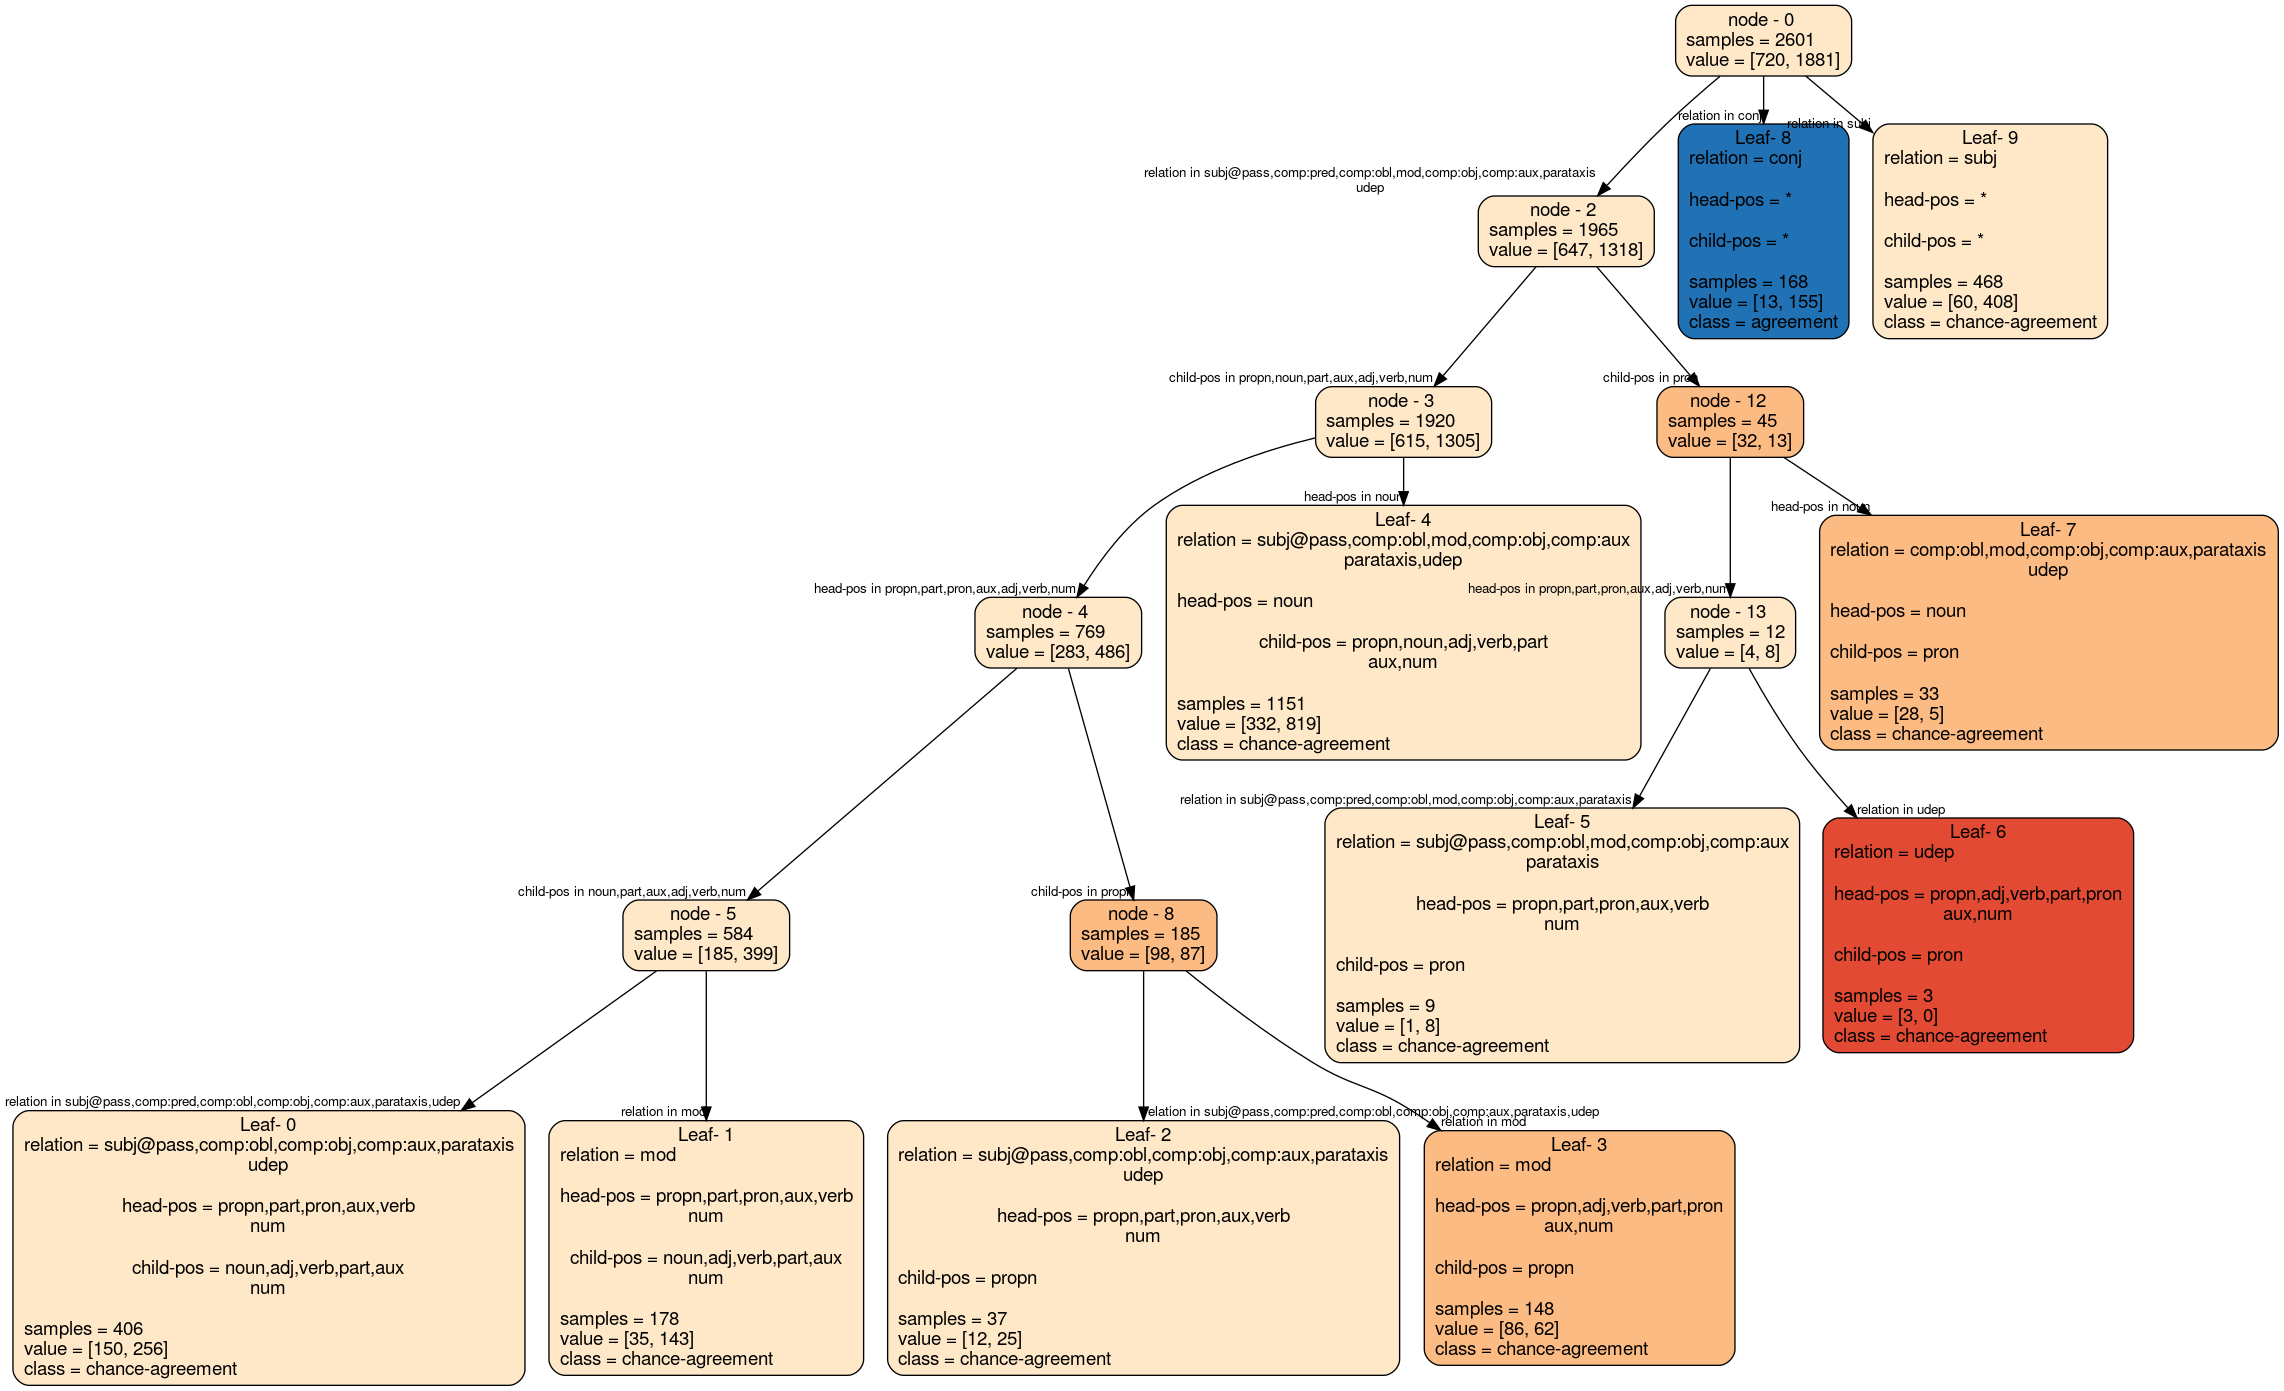 node - 0
samples = 2601
value = [720, 1881]
relation in conj
relation in subj
Leaf- 8
relation = conj
head-pos = *
child-pos = *
samples = 168
value = [13, 155]
class = agreement
Leaf- 9
relation = subj
head-pos = *
child-pos = *
samples = 468
value = [60, 408]
class = chance-agreement
relation in subj@pass,comp:pred,comp:obl,mod,comp:obj,comp:aux,parataxis
udep
node - 2
samples = 1965
value = [647, 1318]
child-pos in propn,noun,part,aux,adj,verb,num
child-pos in pron
node - 3
samples = 1920
value = [615, 1305]
node - 12
samples = 45
value = [32, 13]
head-pos in noun
head-pos in noun
Leaf- 4
relation = subj@pass,comp:obl,mod,comp:obj,comp:aux
parataxis,udep
head-pos = noun
child-pos = propn,noun,adj,verb,part
aux,num
samples = 1151
value = [332, 819]
class = chance-agreement
Leaf- 7
relation = comp:obl,mod,comp:obj,comp:aux,parataxis
udep
head-pos = noun
child-pos = pron
samples = 33
value = [28, 5]
class = chance-agreement
head-pos in propn,part,pron,aux,adj,verb,num
head-pos in propn,part,pron,aux,adj,verb,num
node - 4
samples = 769
value = [283, 486]
node - 13
samples = 12
value = [4, 8]
relation in subj@pass,comp:pred,comp:obl,mod,comp:obj,comp:aux,parataxis
relation in udep
Leaf- 5
relation = subj@pass,comp:obl,mod,comp:obj,comp:aux
parataxis
head-pos = propn,part,pron,aux,verb
num
child-pos = pron
samples = 9
value = [1, 8]
class = chance-agreement
Leaf- 6
relation = udep
head-pos = propn,adj,verb,part,pron
aux,num
child-pos = pron
samples = 3
value = [3, 0]
class = chance-agreement
child-pos in noun,part,aux,adj,verb,num
child-pos in propn
node - 5
samples = 584
value = [185, 399]
node - 8
samples = 185
value = [98, 87]
relation in subj@pass,comp:pred,comp:obl,comp:obj,comp:aux,parataxis,udep
relation in mod
relation in subj@pass,comp:pred,comp:obl,comp:obj,comp:aux,parataxis,udep
relation in mod
Leaf- 0
relation = subj@pass,comp:obl,comp:obj,comp:aux,parataxis
udep
head-pos = propn,part,pron,aux,verb
num
child-pos = noun,adj,verb,part,aux
num
samples = 406
value = [150, 256]
class = chance-agreement
Leaf- 1
relation = mod
head-pos = propn,part,pron,aux,verb
num
child-pos = noun,adj,verb,part,aux
num
samples = 178
value = [35, 143]
class = chance-agreement
Leaf- 2
relation = subj@pass,comp:obl,comp:obj,comp:aux,parataxis
udep
head-pos = propn,part,pron,aux,verb
num
child-pos = propn
samples = 37
value = [12, 25]
class = chance-agreement
Leaf- 3
relation = mod
head-pos = propn,adj,verb,part,pron
aux,num
child-pos = propn
samples = 148
value = [86, 62]
class = chance-agreement